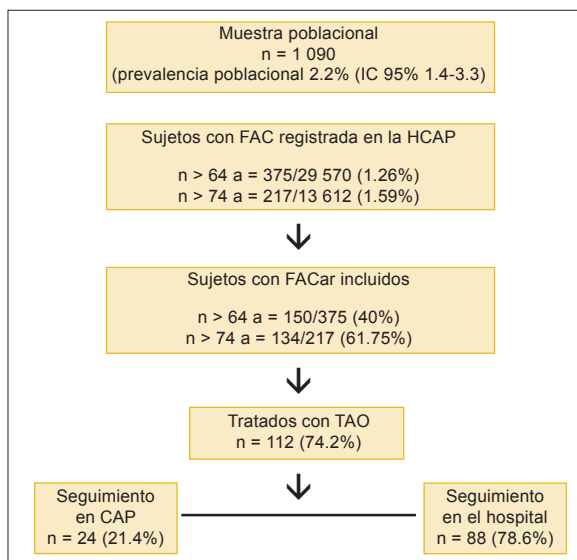 Muestra poblacional
n = 1 090
(prevalencia poblacional 2.2% (IC 95% 1.4-3.3)
Sujetos con FAC registrada en la HCAP
n > 64 a = 375/29 570 (1.26%)
n > 74 a = 217/13 612 (1.59%)
Sujetos con FACar incluidos
n > 64 a = 150/375 (40%)
n > 74 a = 134/217 (61.75%)
Tratados con TAO
n = 112 (74.2%)
Seguimiento
en CAP
n = 24 (21.4%)
Seguimiento
en el hospital
n = 88 (78.6%)